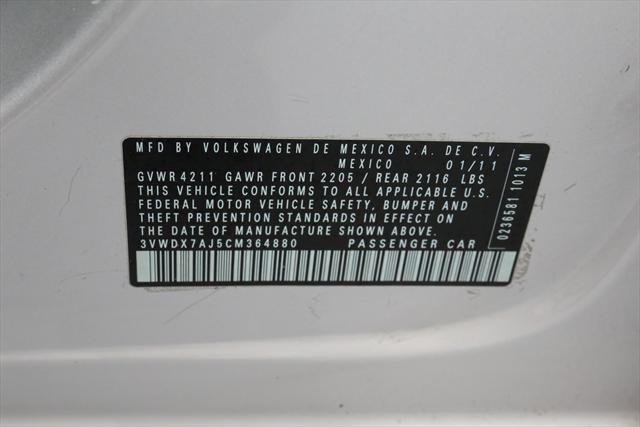 MFD BY VOLKSWAGEN DE MEXICO S.A. DE C.V.
MEXICO 01/11
GVWR 4211 GAWR FRONT 2205 / REAR 2116 LBS
THIS VEHICLE CONFORMS TO ALL APPLICABLE U.S.
FEDERAL MOTOR VEHICLE SAFETY, BUMPER AND
THEFT PREVENTION STANDARDS IN EFFECT ON
THE DATE OF MANUFACTURE SHOWN ABOVE.
3VWDX7AJ5CM364880 PASSENGER CAR
0236581 1013 M